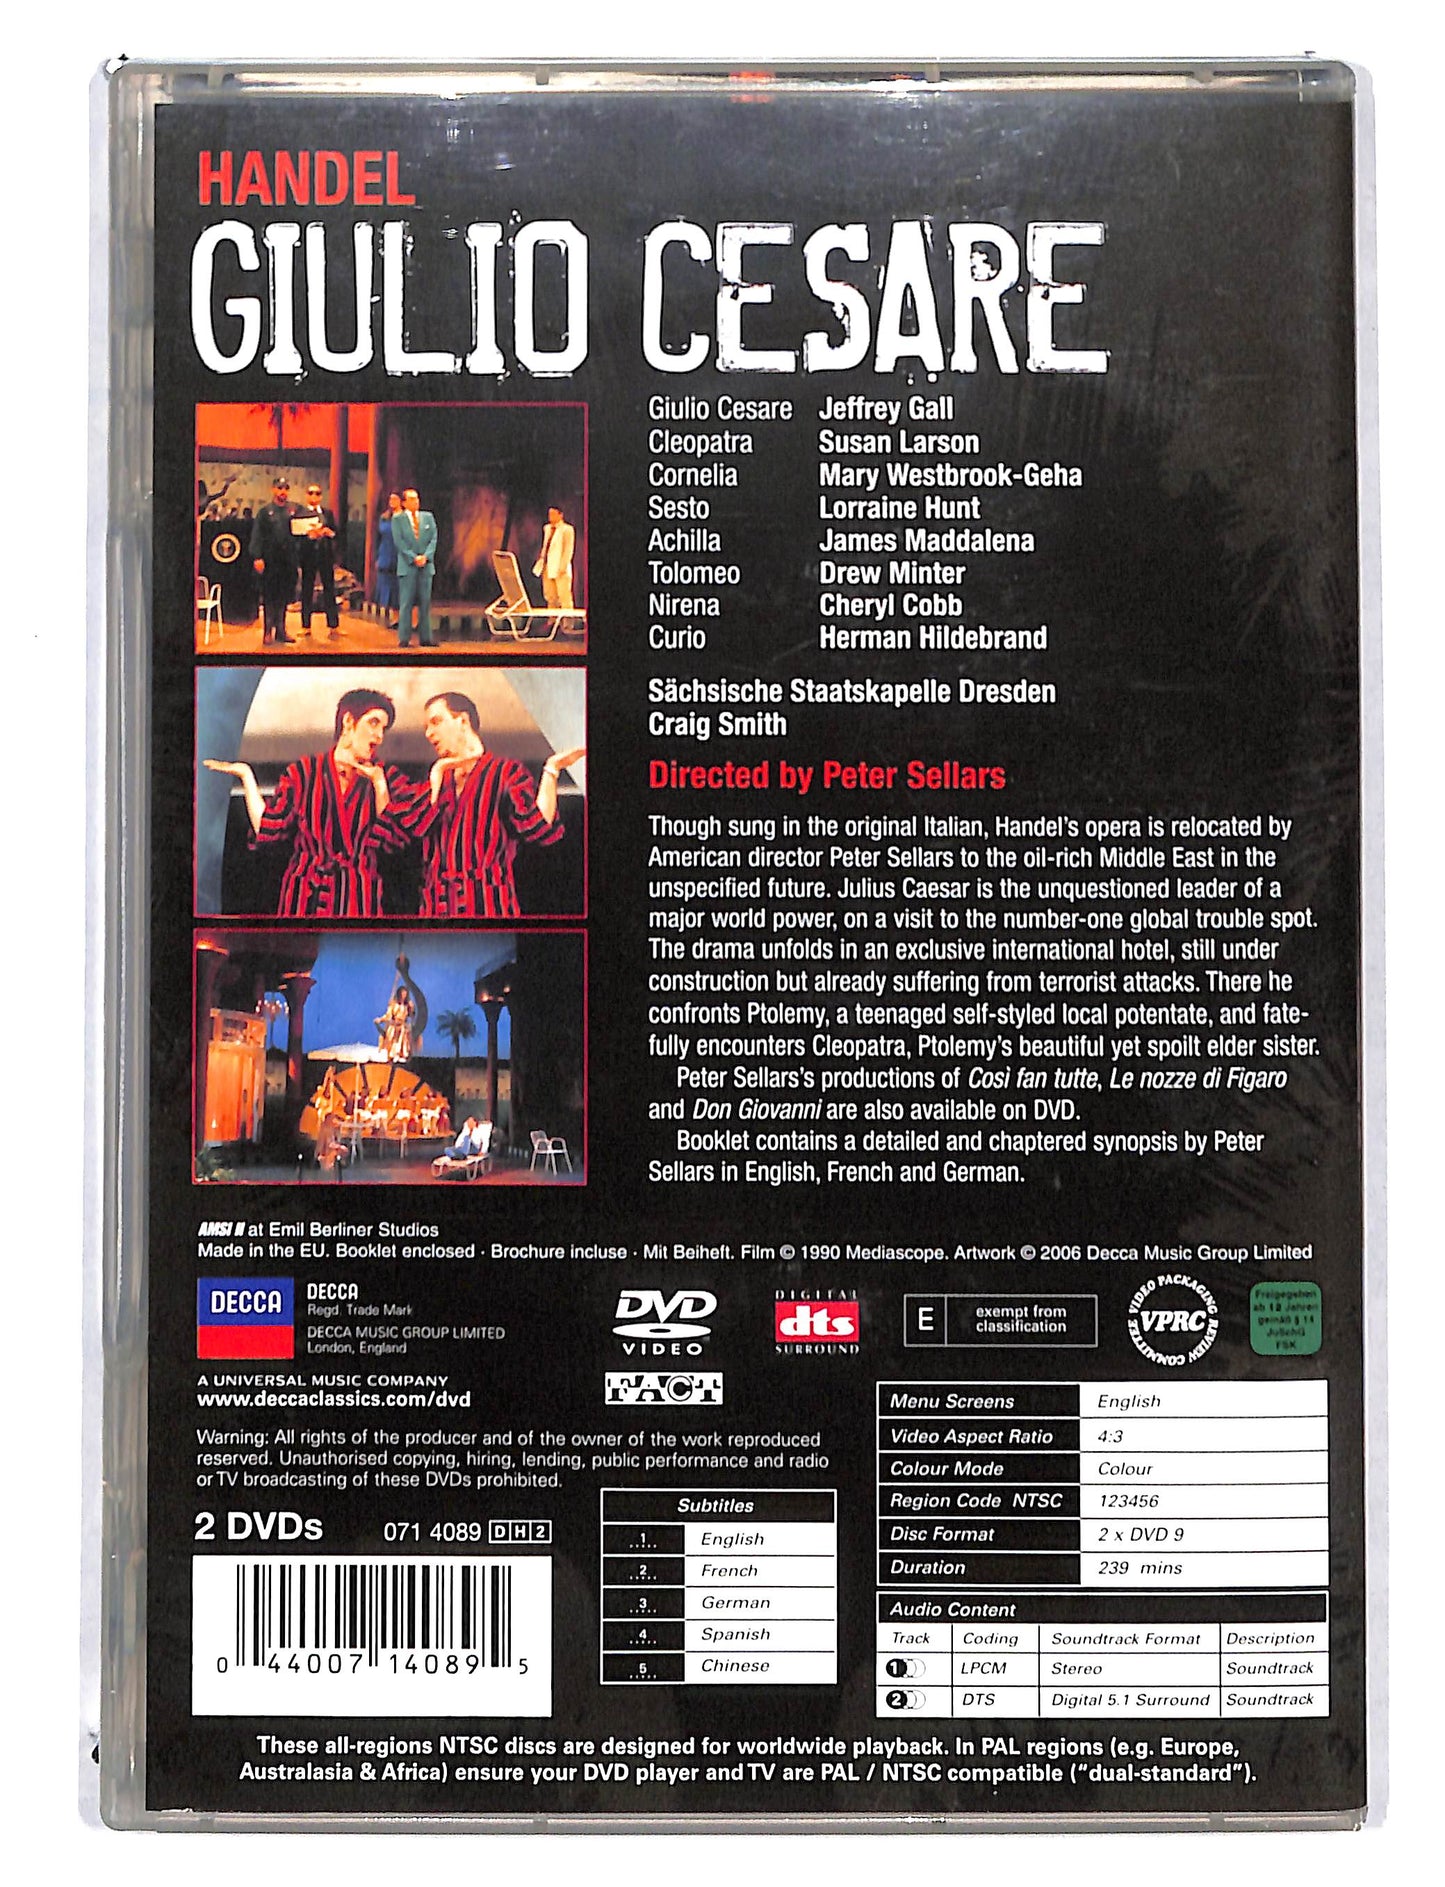 HANDEL
GIULIO CESARE
Giulio Cesare Jeffrey Gall
Cleopatra Susan Larson
Cornelia Mary Westbrook-Geha
Sesto Lorraine Hunt
Achilla James Maddalena
Tolomeo Drew Minter
Nirena Cheryl Cobb
Curio Herman Hildebrand
Sächsische Staatskapelle Dresden
Craig Smith
Directed by Peter Sellars
Though sung in the original Italian, Handel's opera is relocated by
American director Peter Sellars to the oil-rich Middle East in the
unspecified future. Julius Caesar is the unquestioned leader of a
major world power, on a visit to the number-one global trouble spot.
The drama unfolds in an exclusive international hotel, still under
construction but already suffering from terrorist attacks. There he
confronts Ptolemy, a teenaged self-styled local potentate, and fate-
fully encounters Cleopatra, Ptolemy's beautiful yet spoilt elder sister.
Peter Sellars's productions of Così fan tutte, Le nozze di Figaro
and Don Giovanni are also available on DVD.
Booklet contains a detailed and chaptered synopsis by Peter
Sellars in English, French and German.
AMSI II at Emil Berliner Studios
Made in the EU. Booklet enclosed · Brochure incluse · Mit Beiheft. Film © 1990 Mediascope. Artwork © 2006 Decca Music Group Limited
DECCA
DECCA
Regd. Trade Mark
DECCA MUSIC GROUP LIMITED
London, England
DVD
VIDEO
DIGITAL
dts
SURROUND
E
exempt from
classification
VIDEO PACKAGING REVIEW COMMITTEE
VPRC
Freigegeben
ab 12 Jahren
gemäß § 14
JuSchG
FSK
A UNIVERSAL MUSIC COMPANY
www.deccaclassics.com/dvd
FACT
Warning: All rights of the producer and of the owner of the work reproduced
reserved. Unauthorised copying, hiring, lending, public performance and radio
or TV broadcasting of these DVDs prohibited.
2 DVDs 071 4089 DH2
0 44007 14089 5
Subtitles
1 English
2 French
3 German
4 Spanish
5 Chinese
Menu Screens English
Video Aspect Ratio 4:3
Colour Mode Colour
Region Code NTSC 123456
Disc Format 2 x DVD 9
Duration 239 mins
Audio Content
Track Coding Soundtrack Format Description
1 LPCM Stereo Soundtrack
2 DTS Digital 5.1 Surround Soundtrack
These all-regions NTSC discs are designed for worldwide playback. In PAL regions (e.g. Europe,
Australasia & Africa) ensure your DVD player and TV are PAL / NTSC compatible ("dual-standard").